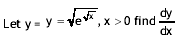 Let y = y = √(e^√x), x > 0 find dy/dx